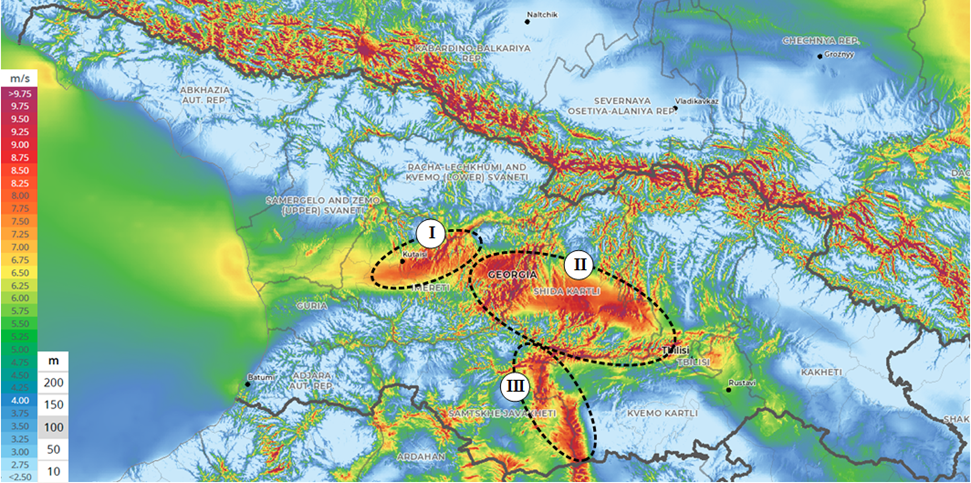 Naltchik
KABARDINO-BALKARIYA
REP.
CHECHNYA REP.
Groznyy
m/s
>9.75
9.75
9.50
9.25
9.00
8.75
8.50
8.25
8.00
7.75
7.50
7.25
7.00
6.75
6.50
6.25
6.00
5.75
5.50
5.25
5.00
4.75
4.50
4.25
4.00
3.75
3.50
3.25
3.00
2.75
<2.50
m
200
150
100
50
10
ABKHAZIA
AUT. REP.
SEVERNAYA
OSETIYA-ALANIYA REP.
Vladikavkaz
RACHA-LECHKHUMI AND
KVEMO (LOWER) SVANETI
SAMERGELO AND ZEMO
(UPPER) SVANETI
I
Kutaisi
IMERETI
GEORGIA
II
SHIDA KARTLI
GURIA
Tbilisi
TBILISI
Batumi
ADJARA
AUT. REP.
III
SAMTSKHE-JAVAKHETI
KVEMO KARTLI
Rustavi
KAKHETI
ARDAHAN
SHAK
DA